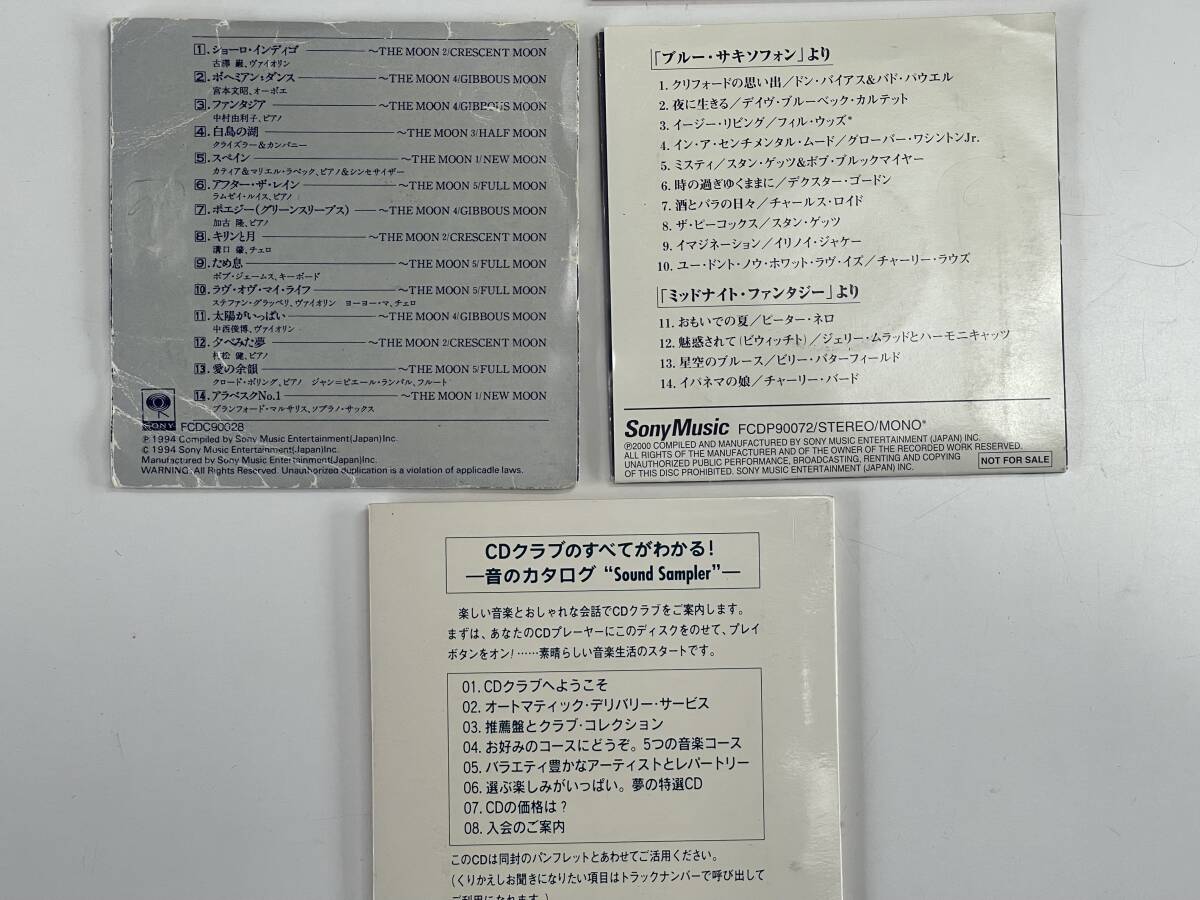 1. ショーロ・インディゴ ～THE MOON 2/CRESCENT MOON
古澤 巌、ヴァイオリン
2. ボヘミアン・ダンス ～THE MOON 4/GIBBOUS MOON
宮本文昭、オーボエ
3. ファンタジア ～THE MOON 4/GIBBOUS MOON
中村由利子、ピアノ
4. 白鳥の湖 ～THE MOON 3/HALF MOON
クライズラー&カンパニー
5. スペイン ～THE MOON 1/NEW MOON
カティア&マリエル・ラベック、ピアノ&シンセサイザー
6. アフター・ザ・レイン ～THE MOON 5/FULL MOON
ラムゼイ・ルイス、ピアノ
7. ポエジー(グリーンスリーブス) ～THE MOON 4/GIBBOUS MOON
加古 隆、ピアノ
8. キリンと月 ～THE MOON 2/CRESCENT MOON
溝口 肇、チェロ
9. ため息 ～THE MOON 5/FULL MOON
ボブ・ジェームス、キーボード
10. ラヴ・オヴ・マイ・ライフ ～THE MOON 5/FULL MOON
ステファン・グラッペリ、ヴァイオリン ヨーヨー・マ、チェロ
11. 太陽がいっぱい ～THE MOON 4/GIBBOUS MOON
中西俊博、ヴァイオリン
12. 夕べみた夢 ～THE MOON 2/CRESCENT MOON
村松 健、ピアノ
13. 愛の余韻 ～THE MOON 5/FULL MOON
クロード・ボリング、ピアノ ジャン=ピエール・ランパル、フルート
14. アラベスクNo.1 ～THE MOON 1/NEW MOON
ブランフォード・マルサリス、ソプラノ・サックス
SONY FCDC90028
Ⓟ 1994 Compiled by Sony Music Entertainment(Japan)Inc.
© 1994 Sony Music Entertainment(Japan)Inc.
Manufactured by Sony Music Entertainment(Japan)Inc.
WARNING: All Rights Reserved. Unauthorized duplication is a violation of applicadle laws.
「ブルー・サキソフォン」より
1. クリフォードの思い出/ドン・バイアス&バド・パウエル
2. 夜に生きる/デイヴ・ブルーベック・カルテット
3. イージー・リビング/フィル・ウッズ*
4. イン・ア・センチメンタル・ムード/グローバー・ワシントンJr.
5. ミスティ/スタン・ゲッツ&ボブ・ブルックマイヤー
6. 時の過ぎゆくままに/デクスター・ゴードン
7. 酒とバラの日々/チャールス・ロイド
8. ザ・ピーコックス/スタン・ゲッツ
9. イマジネーション/イリノイ・ジャケー
10. ユー・ドント・ノウ・ホワット・ラヴ・イズ/チャーリー・ラウズ
「ミッドナイト・ファンタジー」より
11. おもいでの夏/ピーター・ネロ
12. 魅惑されて(ビウィッチト)/ジェリー・ムラッドとハーモニキャッツ
13. 星空のブルース/ビリー・バターフィールド
14. イパネマの娘/チャーリー・バード
Sony Music FCDP90072/STEREO/MONO*
Ⓟ2000 COMPILED AND MANUFACTURED BY SONY MUSIC ENTERTAINMENT (JAPAN) INC.
ALL RIGHTS OF THE MANUFACTURER AND OF THE OWNER OF THE RECORDED WORK RESERVED.
UNAUTHORIZED PUBLIC PERFORMANCE, BROADCASTING, RENTING AND COPYING
OF THIS DISC PROHIBITED. SONY MUSIC ENTERTAINMENT (JAPAN) INC.
NOT FOR SALE
CDクラブのすべてがわかる!
―音のカタログ “Sound Sampler”―
楽しい音楽とおしゃれな会話でCDクラブをご案内します。
まずは、あなたのCDプレーヤーにこのディスクをのせて、プレイ
ボタンをオン!……素晴らしい音楽生活のスタートです。
01. CDクラブへようこそ
02. オートマティック・デリバリー・サービス
03. 推薦盤とクラブ・コレクション
04. お好みのコースにどうぞ。5つの音楽コース
05. バラエティ豊かなアーティストとレパートリー
06. 選ぶ楽しみがいっぱい。夢の特選CD
07. CDの価格は?
08. 入会のご案内
このCDは同封のパンフレットとあわせてご活用ください。
(くりかえしお聞きになりたい項目はトラックナンバーで呼び出して
ご利用になれます。)